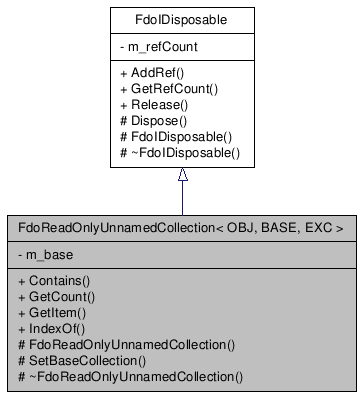 FdoIDisposable
- m_refCount
+ AddRef()
+ GetRefCount()
+ Release()
# Dispose()
# FdoIDisposable()
# ~FdoIDisposable()
FdoReadOnlyUnnamedCollection< OBJ, BASE, EXC >
- m_base
+ Contains()
+ GetCount()
+ GetItem()
+ IndexOf()
# FdoReadOnlyUnnamedCollection()
# SetBaseCollection()
# ~FdoReadOnlyUnnamedCollection()